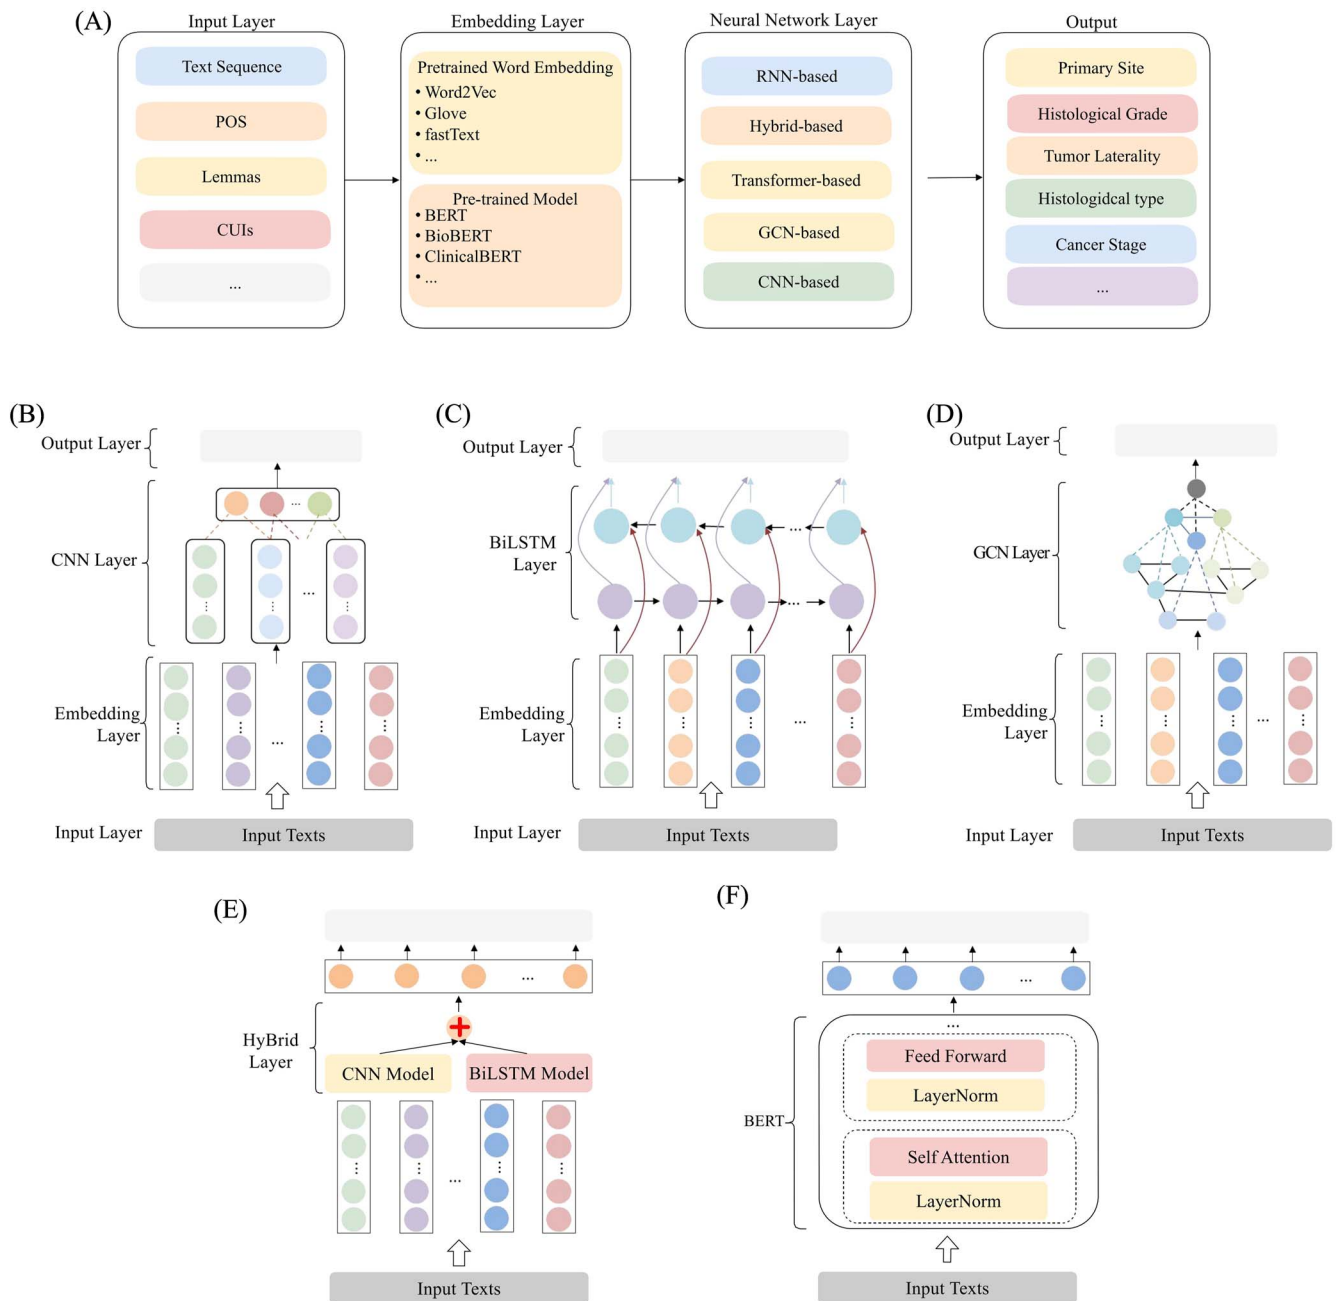 (A)
Input Layer
Text Sequence
POS
Lemmas
CUIs
...
Embedding Layer
Pretrained Word Embedding
• Word2Vec
• Glove
• fastText
• ...
Pre-trained Model
• BERT
• BioBERT
• ClinicalBERT
• ...
Neural Network Layer
RNN-based
Hybrid-based
Transformer-based
GCN-based
CNN-based
Output
Primary Site
Histological Grade
Tumor Laterality
Histologidcal type
Cancer Stage
...
(B)
Output Layer
...
CNN Layer
...
...
...
...
Embedding
Layer
...
...
...
...
...
Input Layer
Input Texts
(C)
Output Layer
...
BiLSTM
Layer
...
...
Embedding
Layer
...
...
...
...
...
Input Layer
Input Texts
(D)
Output Layer
GCN Layer
Embedding
Layer
...
...
...
...
...
Input Layer
Input Texts
(E)
...
HyBrid
Layer
CNN Model
BiLSTM Model
...
...
...
...
...
Input Texts
(F)
...
...
BERT
Feed Forward
LayerNorm
Self Attention
LayerNorm
Input Texts